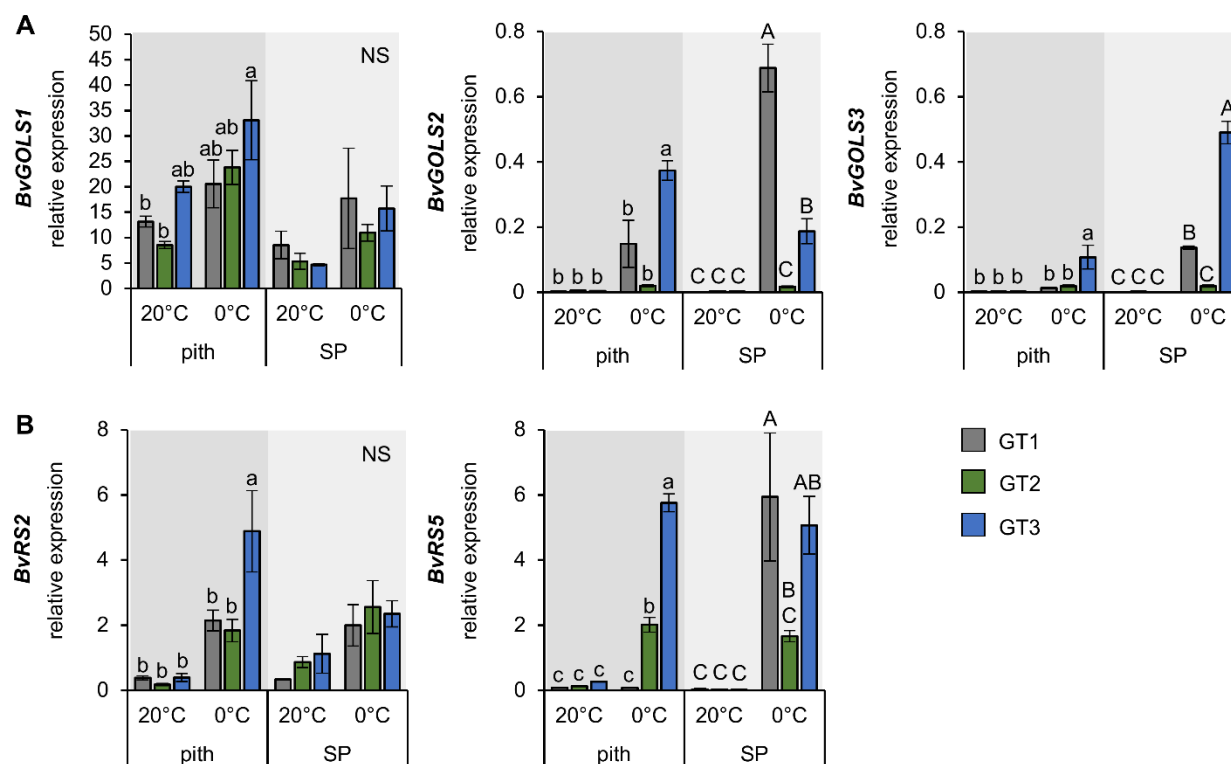 A
BvGOLS1
relative expression
50
45
40
35
30
25
20
15
10
5
0
NS
b
b
ab
ab
ab
a
20°C 0°C 20°C 0°C
pith SP
BvGOLS2
relative expression
0.8
0.6
0.4
0.2
0
b b b
b
b
a
C C C
A
C
B
20°C 0°C 20°C 0°C
pith SP
BvGOLS3
relative expression
0.8
0.6
0.4
0.2
0
b b b
b b
a
C C C
B
C
A
20°C 0°C 20°C 0°C
pith SP
B
BvRS2
relative expression
8
6
4
2
0
NS
b b b
b b
a
20°C 0°C 20°C 0°C
pith SP
BvRS5
relative expression
8
6
4
2
0
c c c
c
b
a
C C C
A
B
C
AB
20°C 0°C 20°C 0°C
pith SP
GT1
GT2
GT3